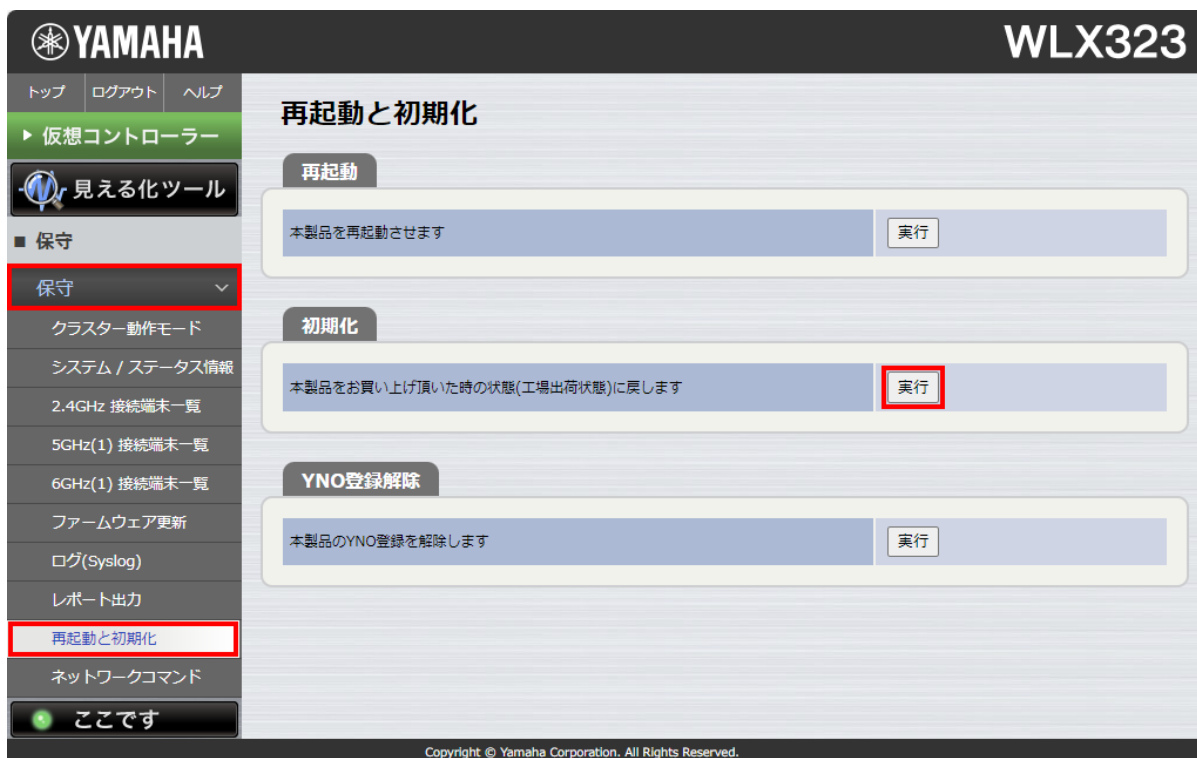 YAMAHA
WLX323
トップ ログアウト ヘルプ
仮想コントローラー
見える化ツール
保守
保守
クラスター動作モード
システム / ステータス情報
2.4GHz 接続端末一覧
5GHz(1) 接続端末一覧
6GHz(1) 接続端末一覧
ファームウェア更新
ログ(Syslog)
レポート出力
再起動と初期化
ネットワークコマンド
ここです
再起動と初期化
再起動
本製品を再起動させます 実行
初期化
本製品をお買い上げ頂いた時の状態(工場出荷状態)に戻します 実行
YNO登録解除
本製品のYNO登録を解除します 実行
Copyright © Yamaha Corporation. All Rights Reserved.